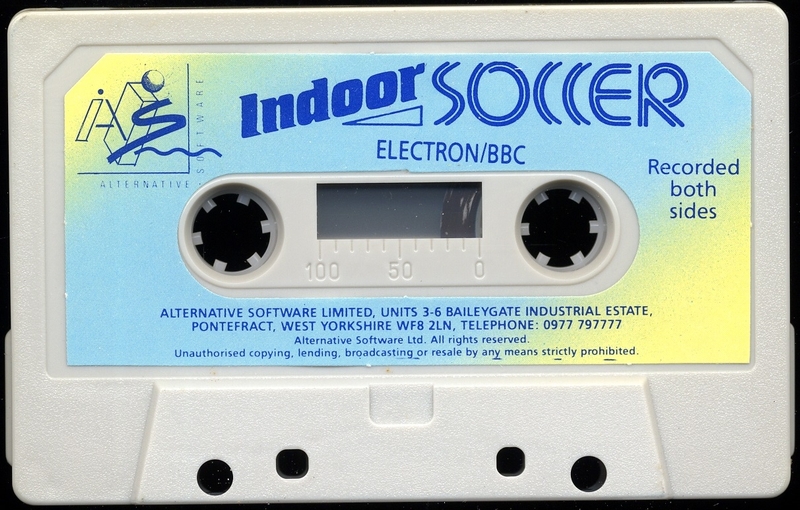 Indoor SOCCER
ELECTRON/BBC
iAS
SOFTWARE
ALTERNATIVE
Recorded
both
sides
100 50 0
ALTERNATIVE SOFTWARE LIMITED, UNITS 3-6 BAILEYGATE INDUSTRIAL ESTATE,
PONTEFRACT, WEST YORKSHIRE WF8 2LN, TELEPHONE: 0977 797777
Alternative Software Ltd. All rights reserved.
Unauthorised copying, lending, broadcasting or resale by any means strictly prohibited.